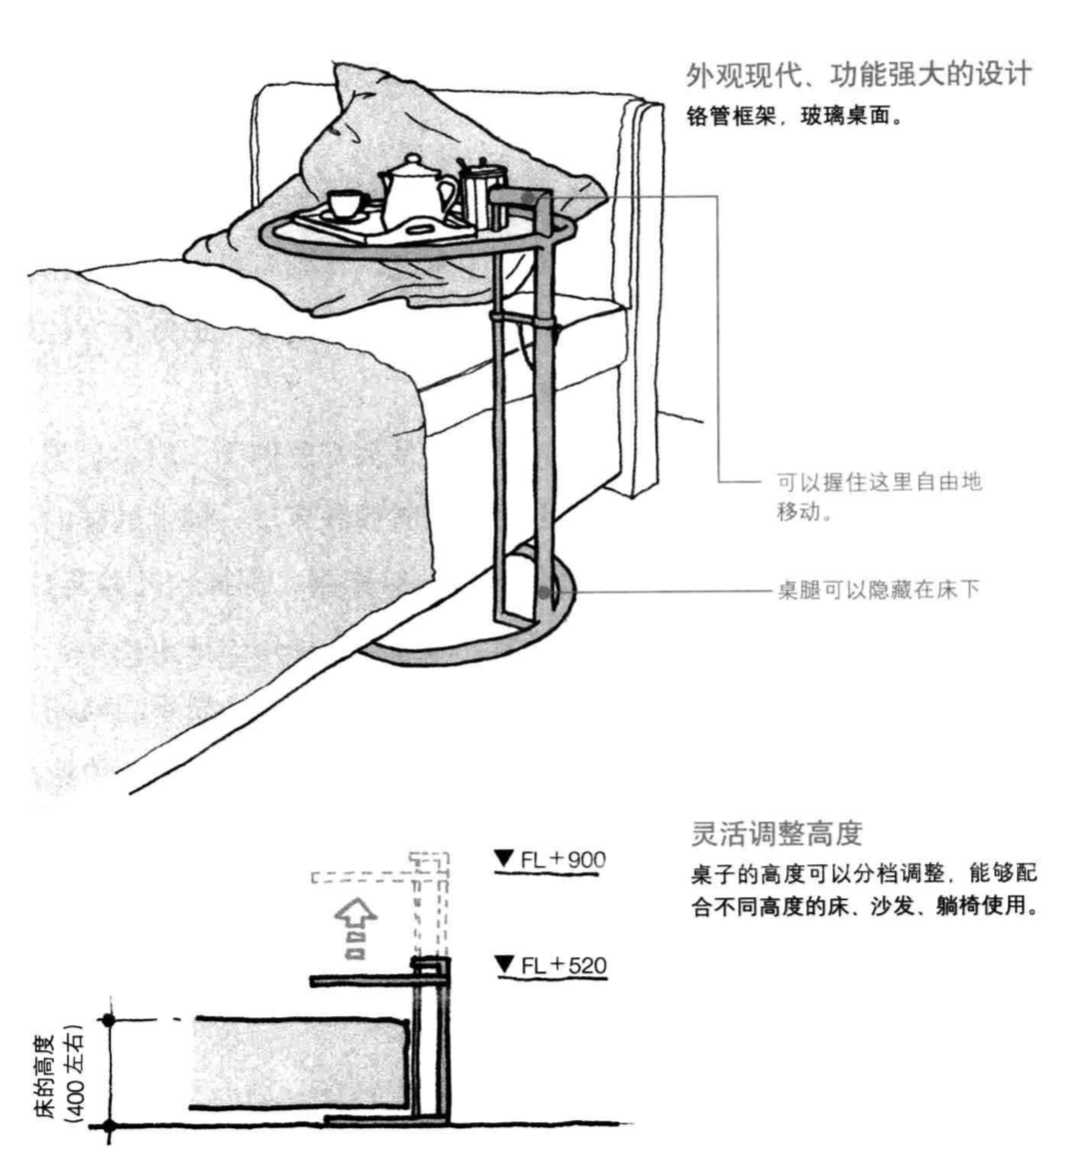 外观现代、功能强大的设计
铬管框架，玻璃桌面。
可以握住这里自由地
移动。
桌腿可以隐藏在床下
灵活调整高度
桌子的高度可以分档调整，能够配
合不同高度的床、沙发、躺椅使用。
▼FL+900
▼FL+520
床的高度
(400 左右)